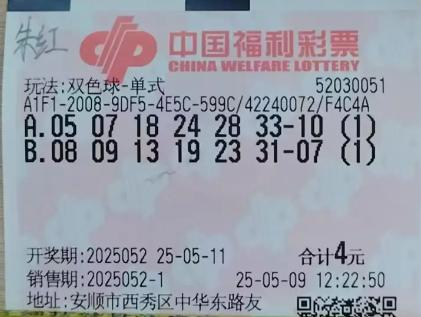 朱红
中国福利彩票
CHINA WELFARE LOTTERY
玩法:双色球-单式 52030051
A1F1-2008-9DF5-4E5C-599C/42240072/F4C4A
A.05 07 18 24 28 33-10 (1)
B.08 09 13 19 23 31-07 (1)
开奖期:2025052 25-05-11 合计4元
销售期:2025052-1 25-05-09 12:22:50
地址:安顺市西秀区中华东路友